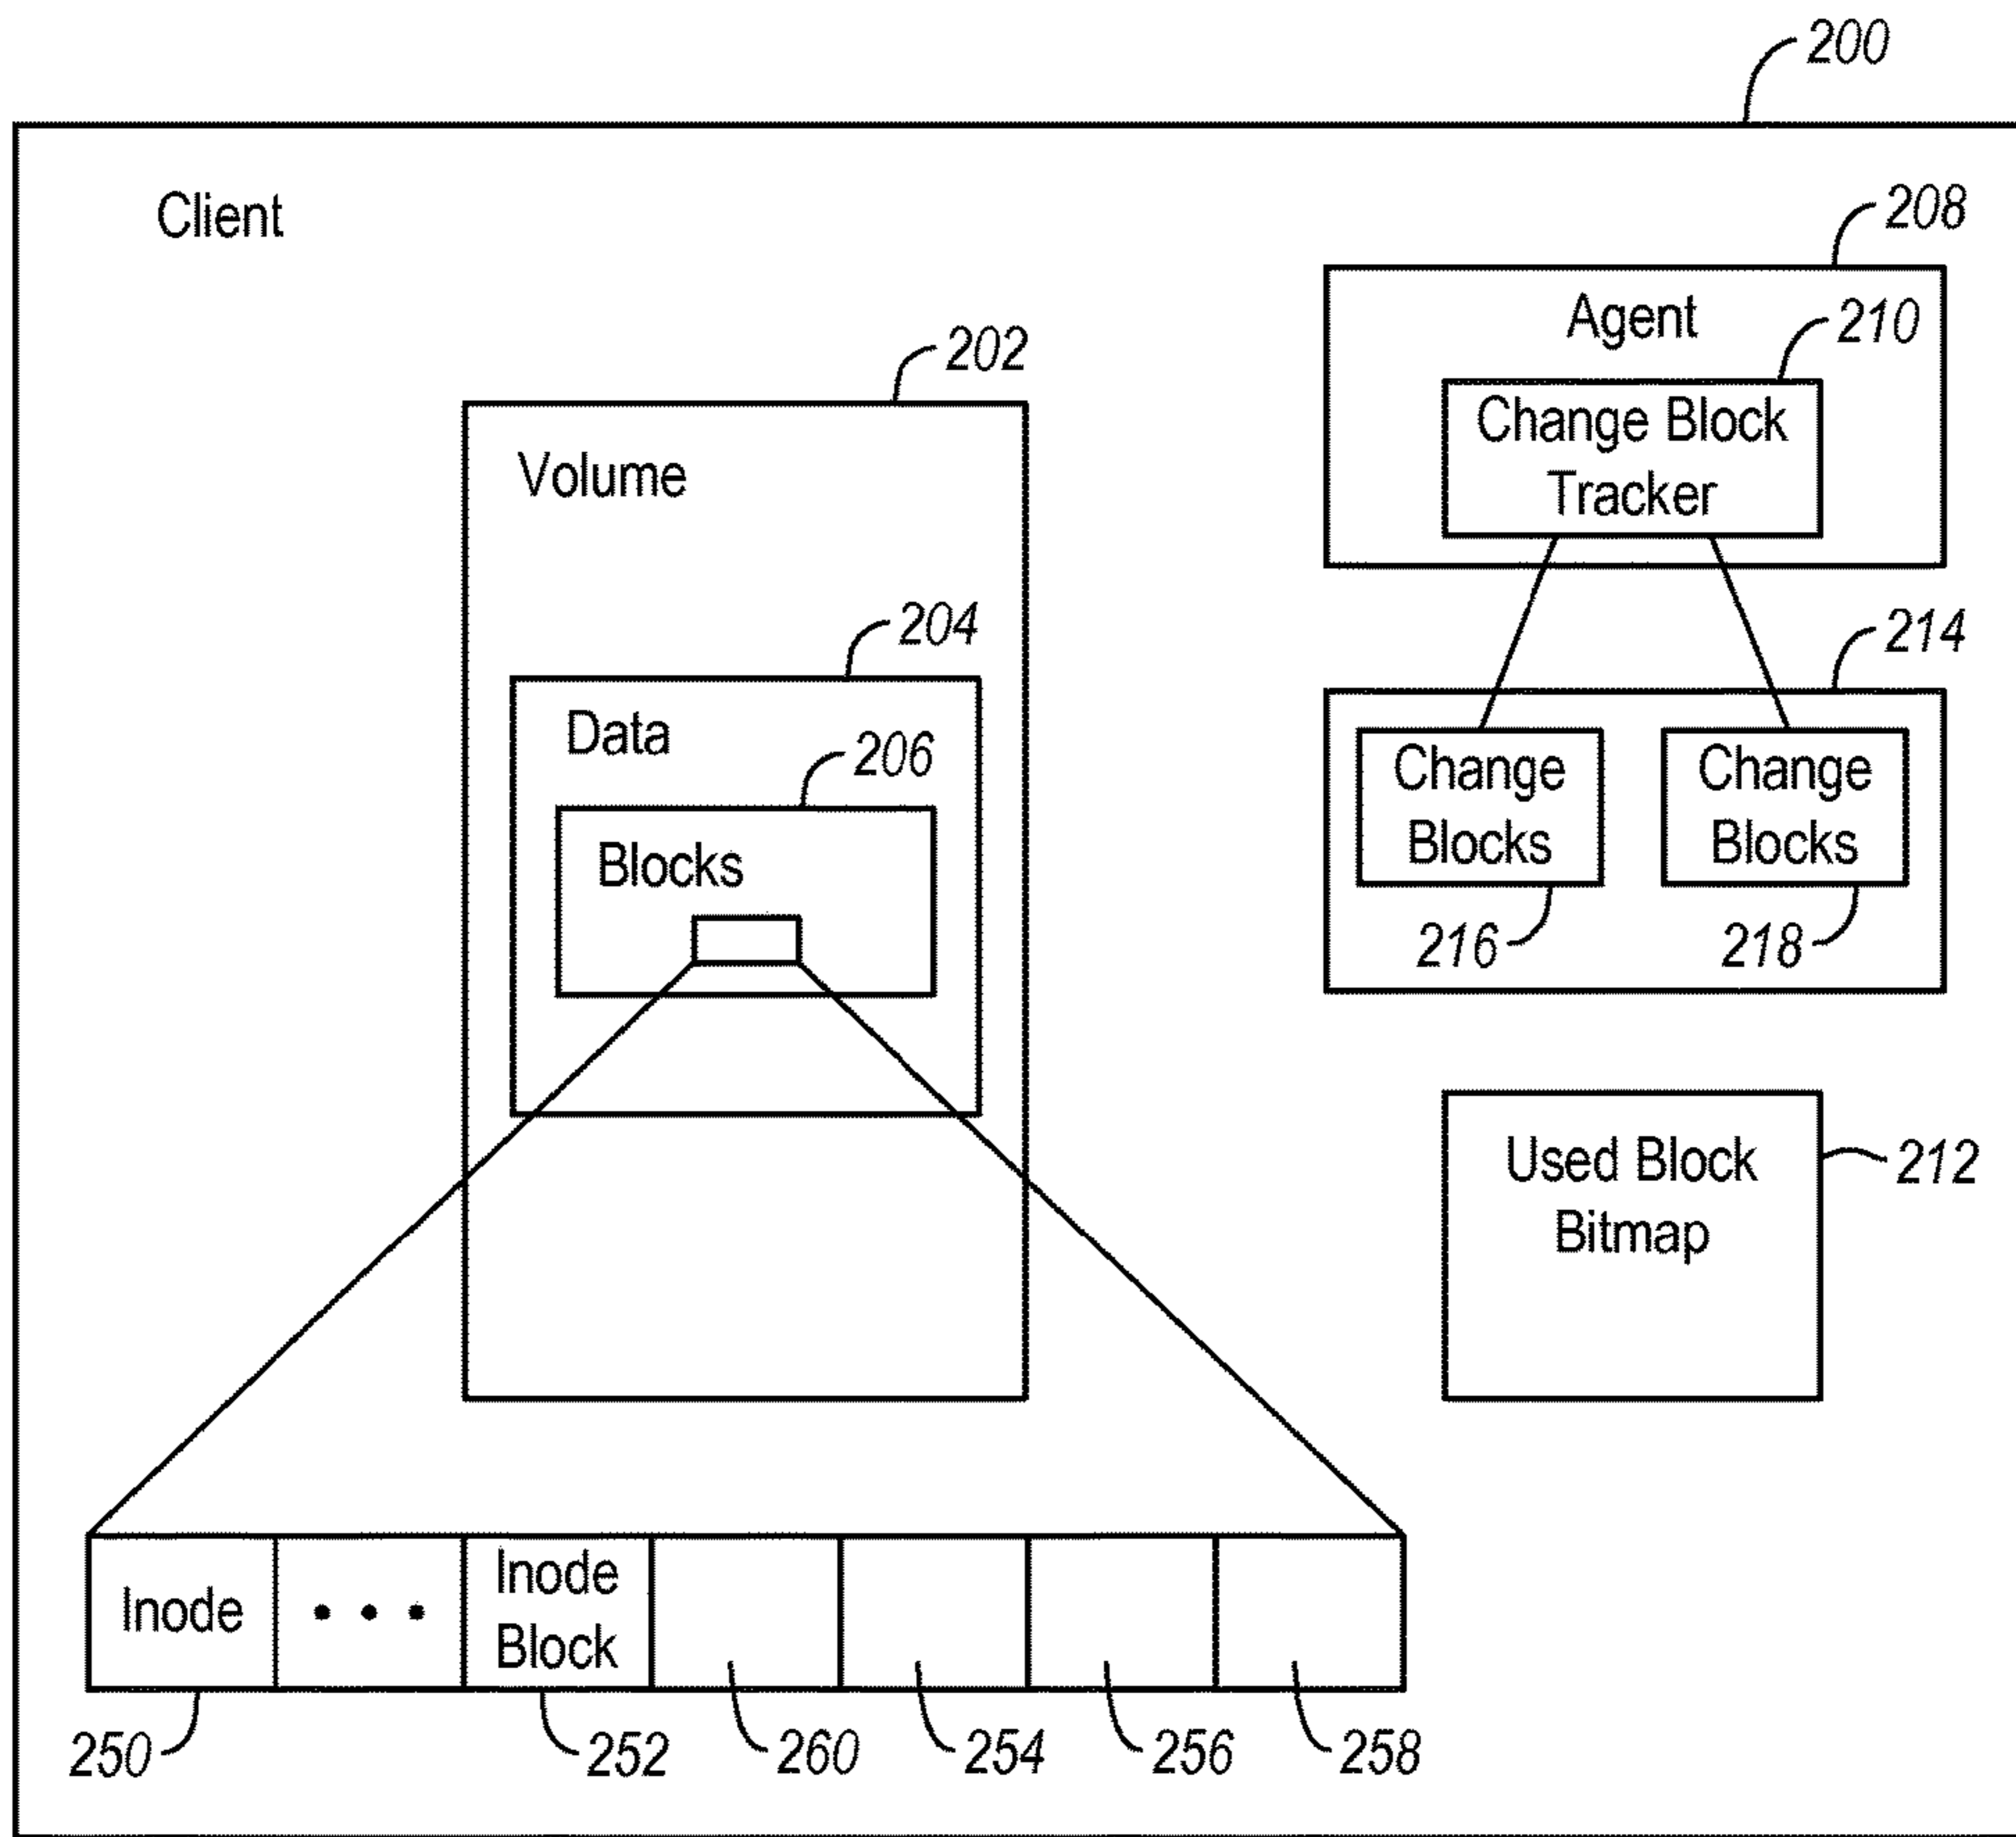 200
Client
208
Agent
210
Change Block
Tracker
202
Volume
204
Data
206
Blocks
214
Change
Blocks
216
Change
Blocks
218
Used Block
Bitmap
212
Inode
• • •
Inode
Block
250
252
260
254
256
258